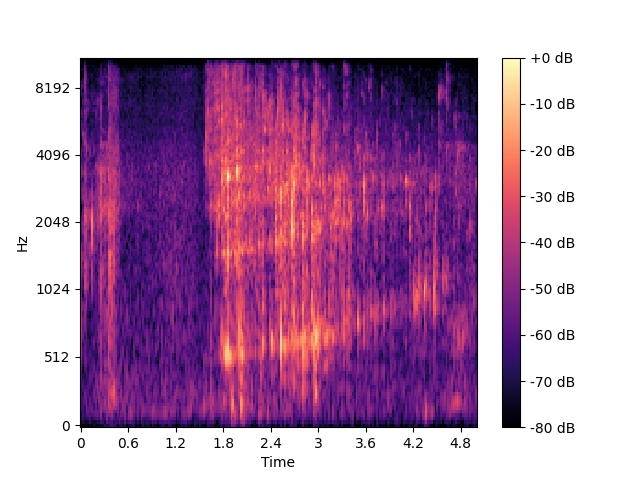 Hz
8192
4096
2048
1024
512
0
0 0.6 1.2 1.8 2.4 3 3.6 4.2 4.8
Time
+0 dB
-10 dB
-20 dB
-30 dB
-40 dB
-50 dB
-60 dB
-70 dB
-80 dB